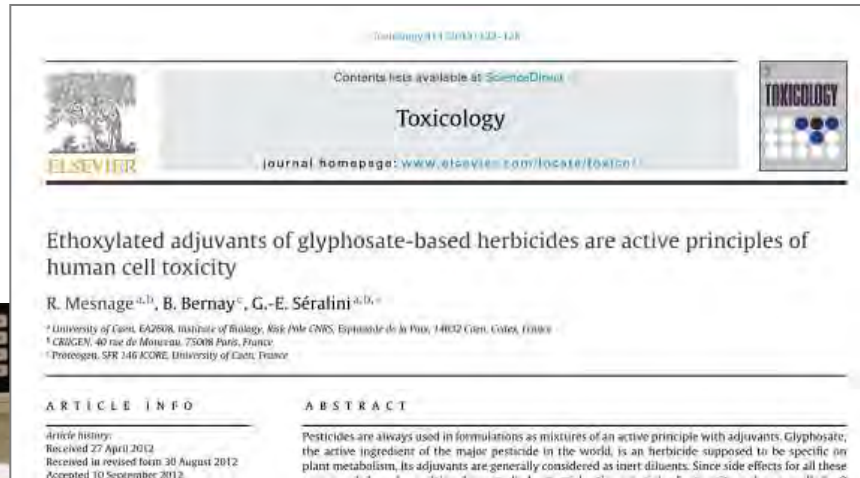 Toxicology 313 (2013) 122–128
Contents lists available at ScienceDirect
Toxicology
journal homepage: www.elsevier.com/locate/toxicol
ELSEVIER
TOXICOLOGY
Ethoxylated adjuvants of glyphosate-based herbicides are active principles of
human cell toxicity
R. Mesnage a,b, B. Bernay c, G.-E. Séralini a,b,*
a University of Caen, EA2608, Institute of Biology, Risk Pole CNRS, Esplanade de la Paix, 14032 Caen, Cedex, France
b CRIIGEN, 40 rue de Monceau, 75008 Paris, France
c Proteogen, SFR 146 ICORE, University of Caen, France
ARTICLE INFO
Article history:
Received 27 April 2012
Received in revised form 30 August 2012
Accepted 10 September 2012
ABSTRACT
Pesticides are always used in formulations as mixtures of an active principle with adjuvants. Glyphosate,
the active ingredient of the major pesticide in the world, is an herbicide supposed to be specific on
plant metabolism. Its adjuvants are generally considered as inert diluents. Since side effects for all these